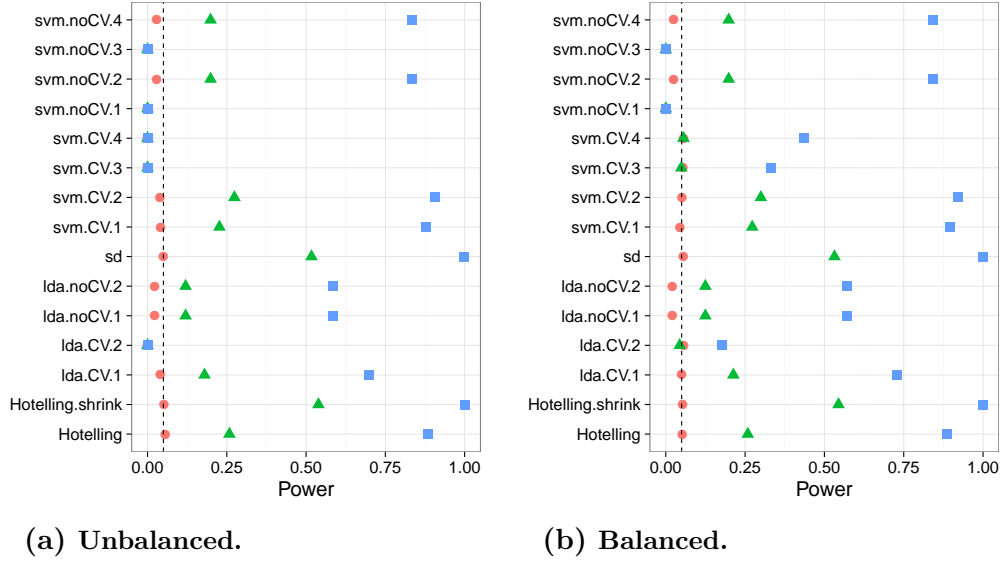 svm.noCV.4
svm.noCV.3
svm.noCV.2
svm.noCV.1
svm.CV.4
svm.CV.3
svm.CV.2
svm.CV.1
sd
lda.noCV.2
lda.noCV.1
lda.CV.2
lda.CV.1
Hotelling.shrink
Hotelling
0.00 0.25 0.50 0.75 1.00
Power
(a) Unbalanced.
svm.noCV.4
svm.noCV.3
svm.noCV.2
svm.noCV.1
svm.CV.4
svm.CV.3
svm.CV.2
svm.CV.1
sd
lda.noCV.2
lda.noCV.1
lda.CV.2
lda.CV.1
Hotelling.shrink
Hotelling
0.00 0.25 0.50 0.75 1.00
Power
(b) Balanced.